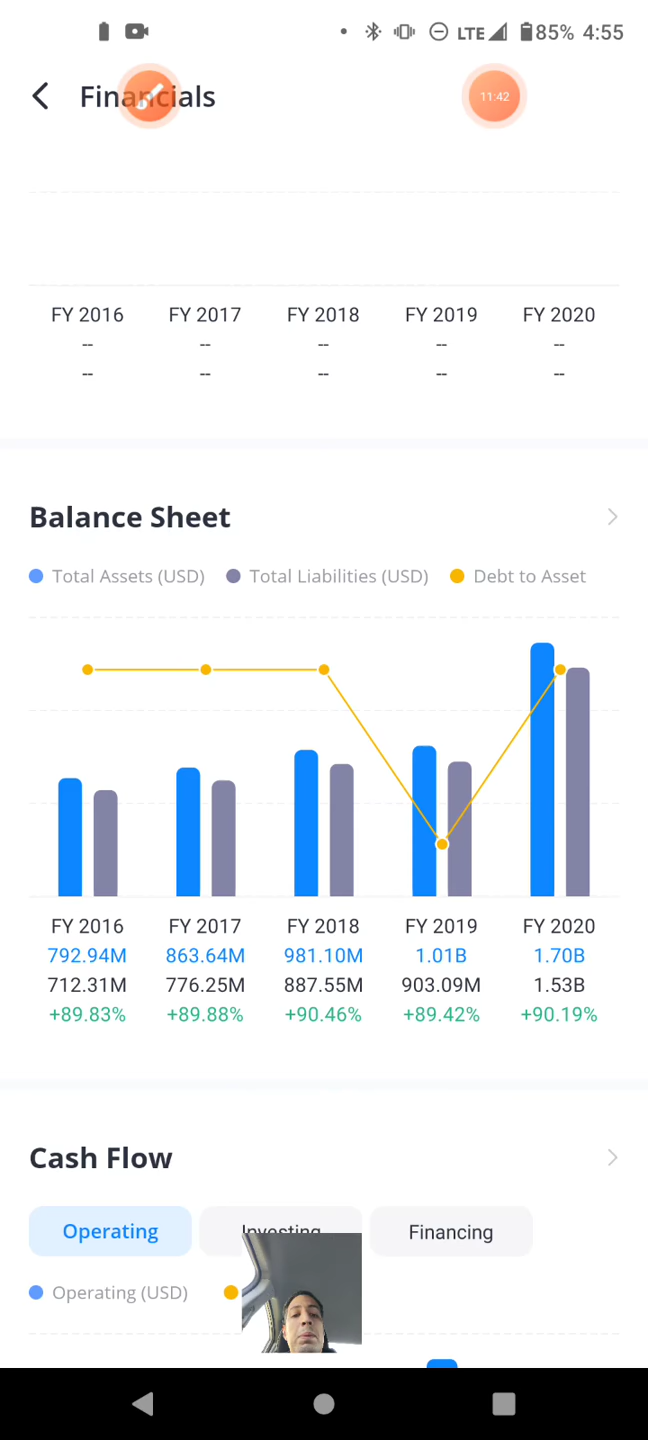 LTE 85% 4:55
Financials 11:42
FY 2016 FY 2017 FY 2018 FY 2019 FY 2020
-- -- -- -- --
-- -- -- -- --
Balance Sheet
Total Assets (USD) Total Liabilities (USD) Debt to Asset
FY 2016 FY 2017 FY 2018 FY 2019 FY 2020
792.94M 863.64M 981.10M 1.01B 1.70B
712.31M 776.25M 887.55M 903.09M 1.53B
+89.83% +89.88% +90.46% +89.42% +90.19%
Cash Flow
Operating Investing Financing
Operating (USD)